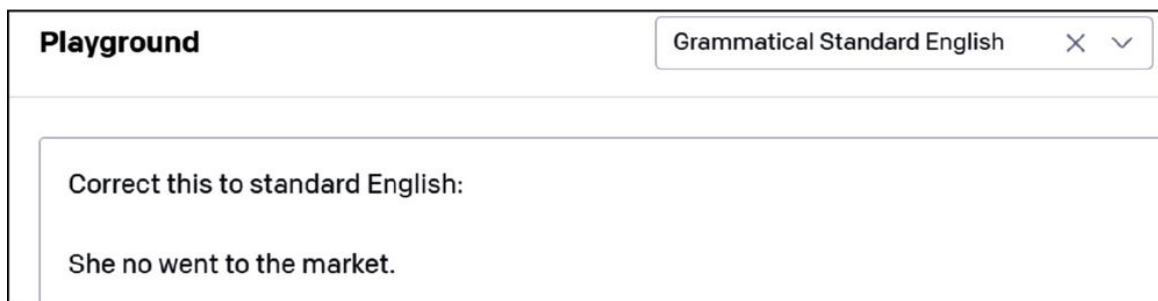 Playground
Grammatical Standard English
Correct this to standard English:
She no went to the market.